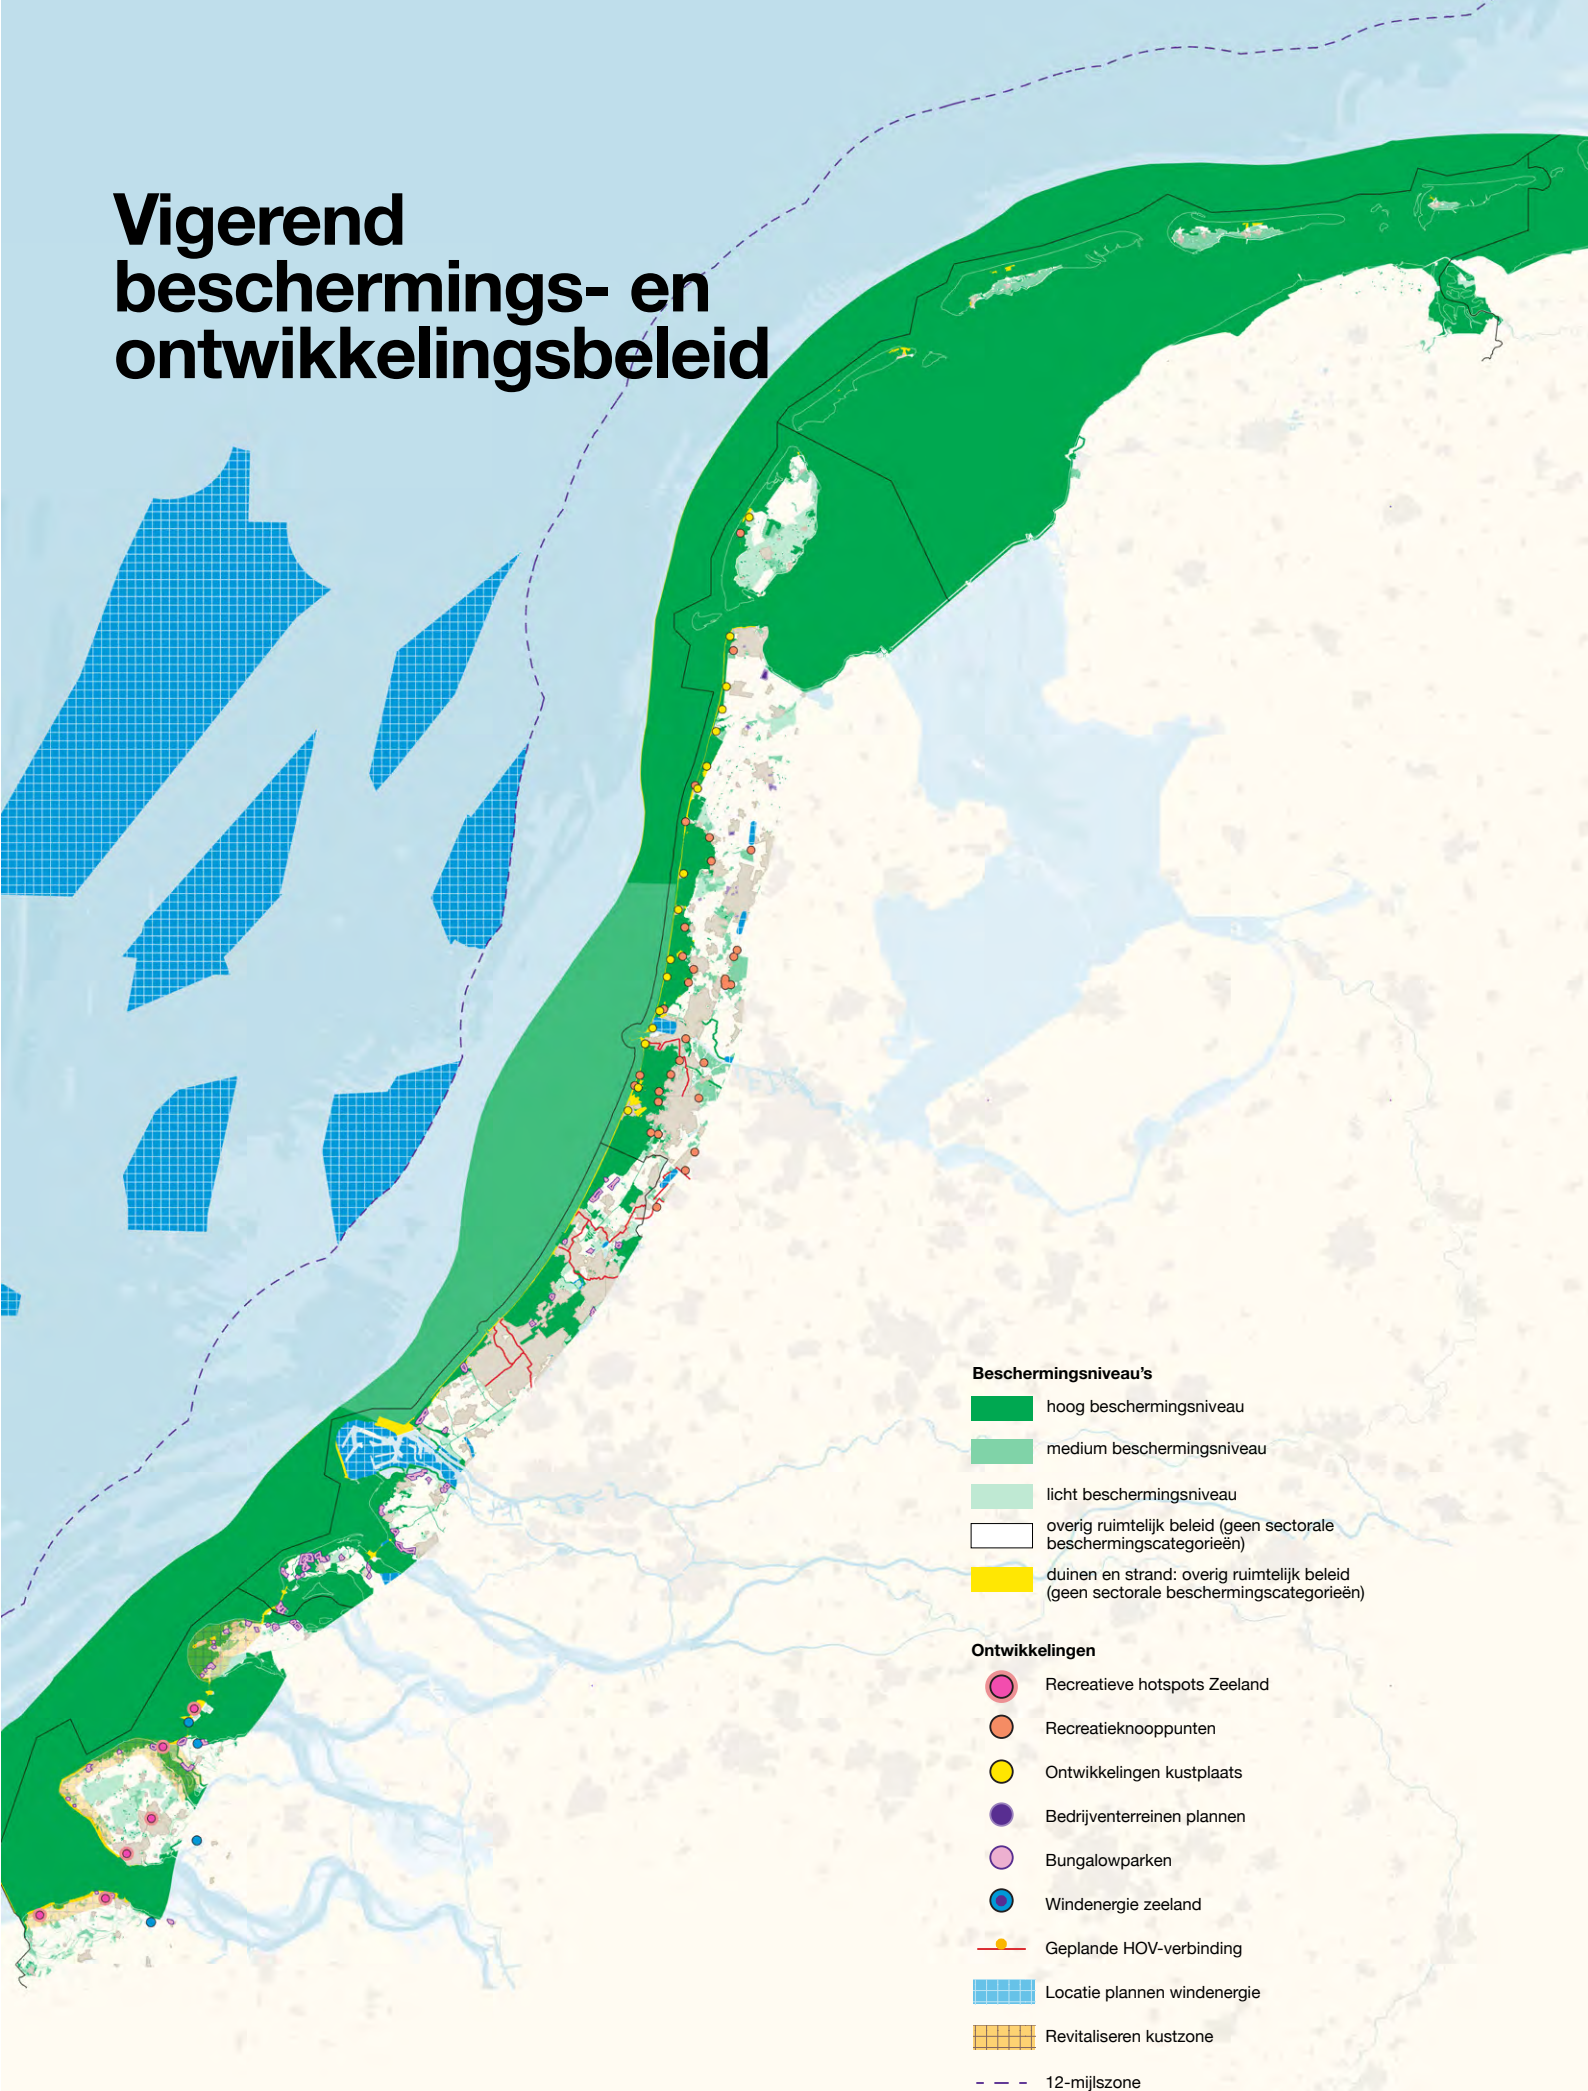 Vigerend
beschermings- en
ontwikkelingsbeleid
Beschermingsniveau's
hoog beschermingsniveau
medium beschermingsniveau
licht beschermingsniveau
overig ruimtelijk beleid (geen sectorale
beschermingscategorieën)
duinen en strand: overig ruimtelijk beleid
(geen sectorale beschermingscategorieën)
Ontwikkelingen
Recreatieve hotspots Zeeland
Recreatieknooppunten
Ontwikkelingen kustplaats
Bedrijventerreinen plannen
Bungalowparken
Windenergie zeeland
Geplande HOV-verbinding
Locatie plannen windenergie
Revitaliseren kustzone
12-mijlszone